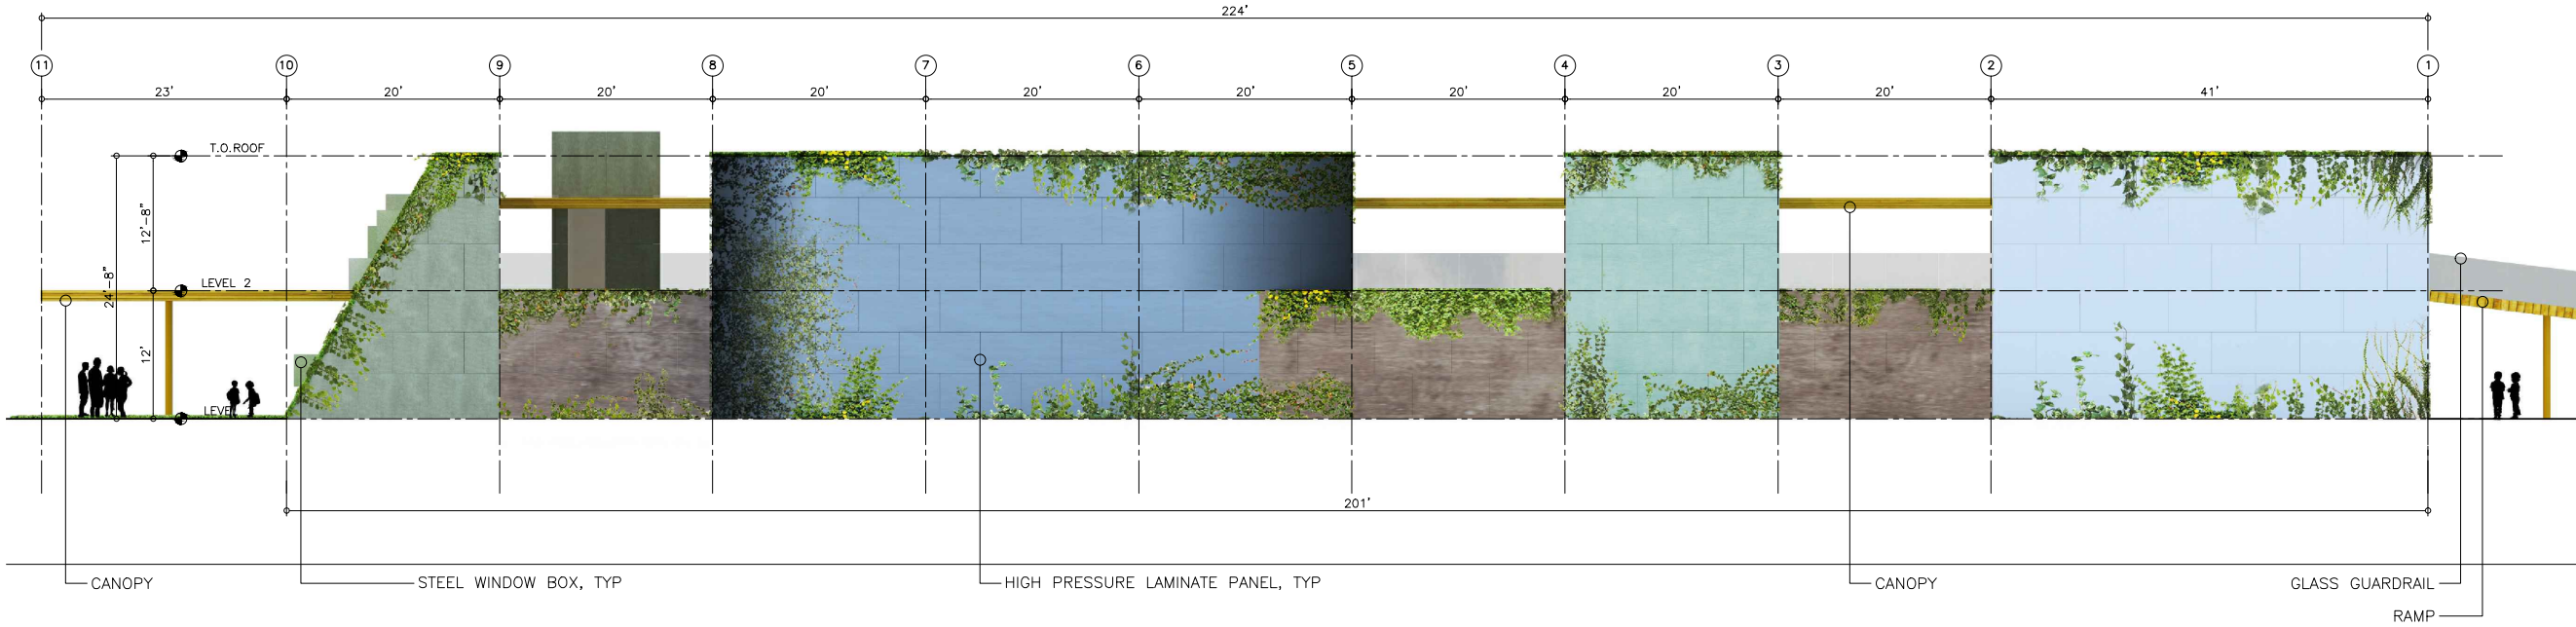 224'
11 10 9 8 7 6 5 4 3 2 1
23' 20' 20' 20' 20' 20' 20' 20' 20' 41'
T.O.ROOF
12'-8"
24'-8"
LEVEL 2
12'
LEVEL
201'
CANOPY
STEEL WINDOW BOX, TYP
HIGH PRESSURE LAMINATE PANEL, TYP
CANOPY
GLASS GUARDRAIL
RAMP